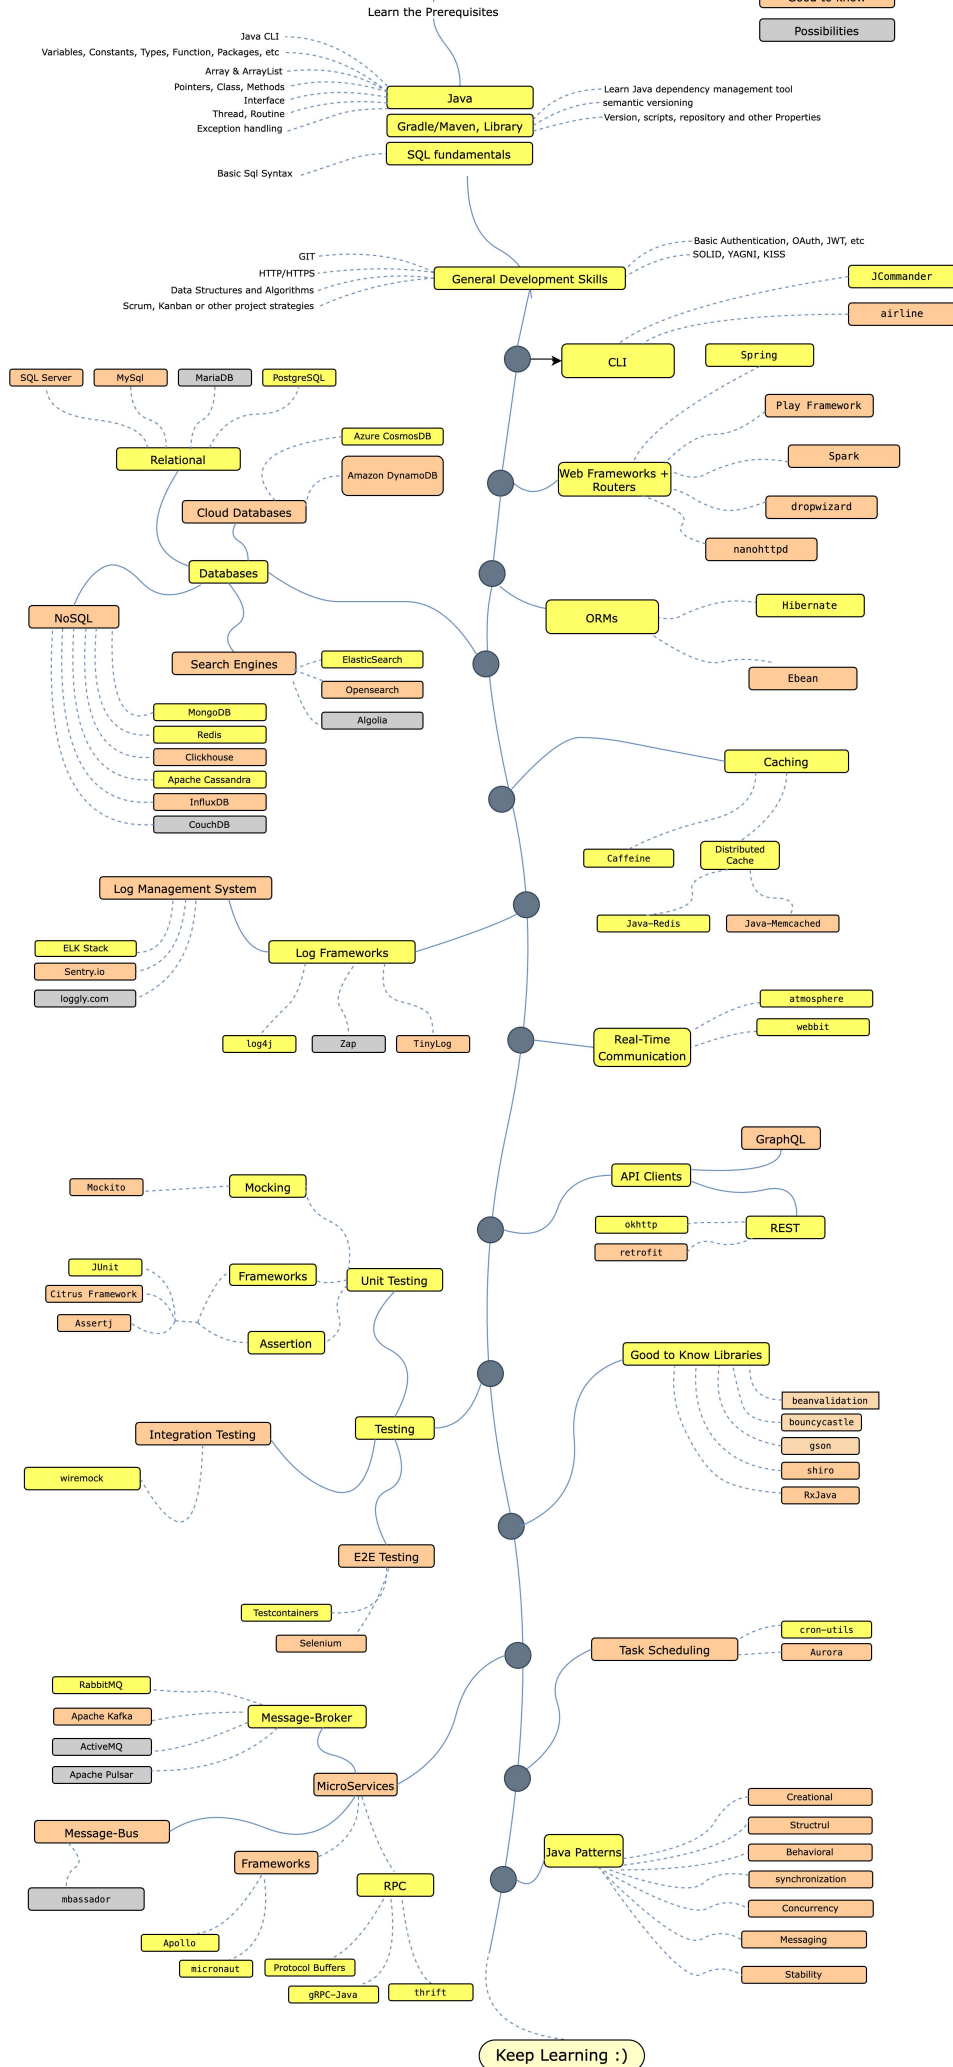 Good to know
Learn the Prerequisites
Possibilities
Java CLI
Variables, Constants, Types, Function, Packages, etc
Array & ArrayList
Pointers, Class, Methods
Interface
Thread, Routine
Exception handling
Java
Gradle/Maven, Library
SQL fundamentals
Learn Java dependency management tool
semantic versioning
Version, scripts, repository and other Properties
Basic Sql Syntax
GIT
HTTP/HTTPS
Data Structures and Algorithms
Scrum, Kanban or other project strategies
General Development Skills
Basic Authentication, OAuth, JWT, etc
SOLID, YAGNI, KISS
JCommander
airline
CLI
Spring
Play Framework
Spark
dropwizard
nanohttpd
Web Frameworks +
Routers
SQL Server
MySql
MariaDB
PostgreSQL
Relational
Azure CosmosDB
Amazon DynamoDB
Cloud Databases
Databases
NoSQL
Search Engines
ElasticSearch
Opensearch
Algolia
MongoDB
Redis
Clickhouse
Apache Cassandra
InfluxDB
CouchDB
ORMs
Hibernate
Ebean
Caching
Caffeine
Distributed
Cache
Java-Redis
Java-Memcached
Log Management System
ELK Stack
Sentry.io
loggly.com
Log Frameworks
log4j
Zap
TinyLog
Real-Time
Communication
atmosphere
webbit
GraphQL
API Clients
REST
okhttp
retrofit
Mockito
Mocking
JUnit
Citrus Framework
Assertj
Frameworks
Unit Testing
Assertion
Good to Know Libraries
beanvalidation
bouncycastle
gson
shiro
RxJava
Testing
Integration Testing
wiremock
E2E Testing
Testcontainers
Selenium
Task Scheduling
cron-utils
Aurora
RabbitMQ
Apache Kafka
ActiveMQ
Apache Pulsar
Message-Broker
MicroServices
Message-Bus
mbassador
Frameworks
RPC
Apollo
micronaut
Protocol Buffers
gRPC-Java
thrift
Java Patterns
Creational
Structrul
Behavioral
synchronization
Concurrency
Messaging
Stability
Keep Learning :)